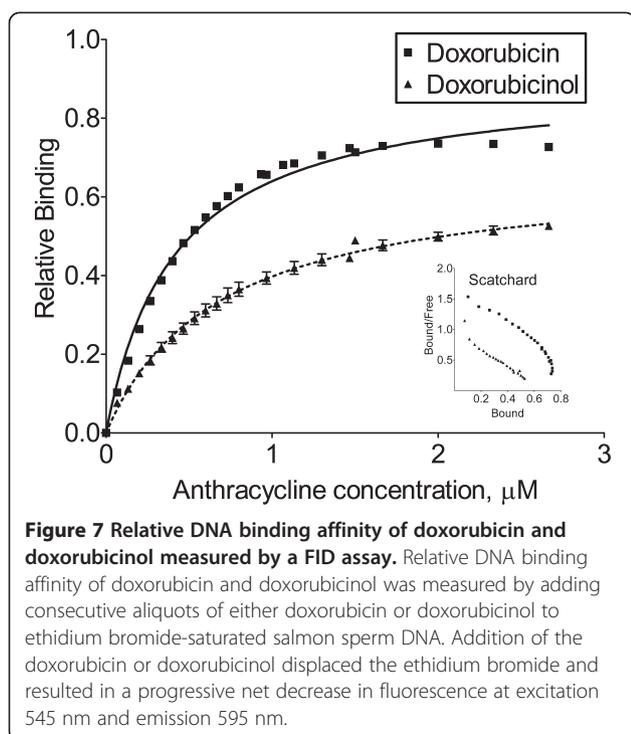 1.0
0.8
0.6
0.4
0.2
0.0
Relative Binding
Doxorubicin
Doxorubicinol
Scatchard
2.0
1.5
1.0
0.5
Bound/Free
0.2 0.4 0.6 0.8
Bound
0 1 2 3
Anthracycline concentration, μM
Figure 7 Relative DNA binding affinity of doxorubicin and
doxorubicinol measured by a FID assay. Relative DNA binding
affinity of doxorubicin and doxorubicinol was measured by adding
consecutive aliquots of either doxorubicin or doxorubicinol to
ethidium bromide-saturated salmon sperm DNA. Addition of the
doxorubicin or doxorubicinol displaced the ethidium bromide and
resulted in a progressive net decrease in fluorescence at excitation
545 nm and emission 595 nm.